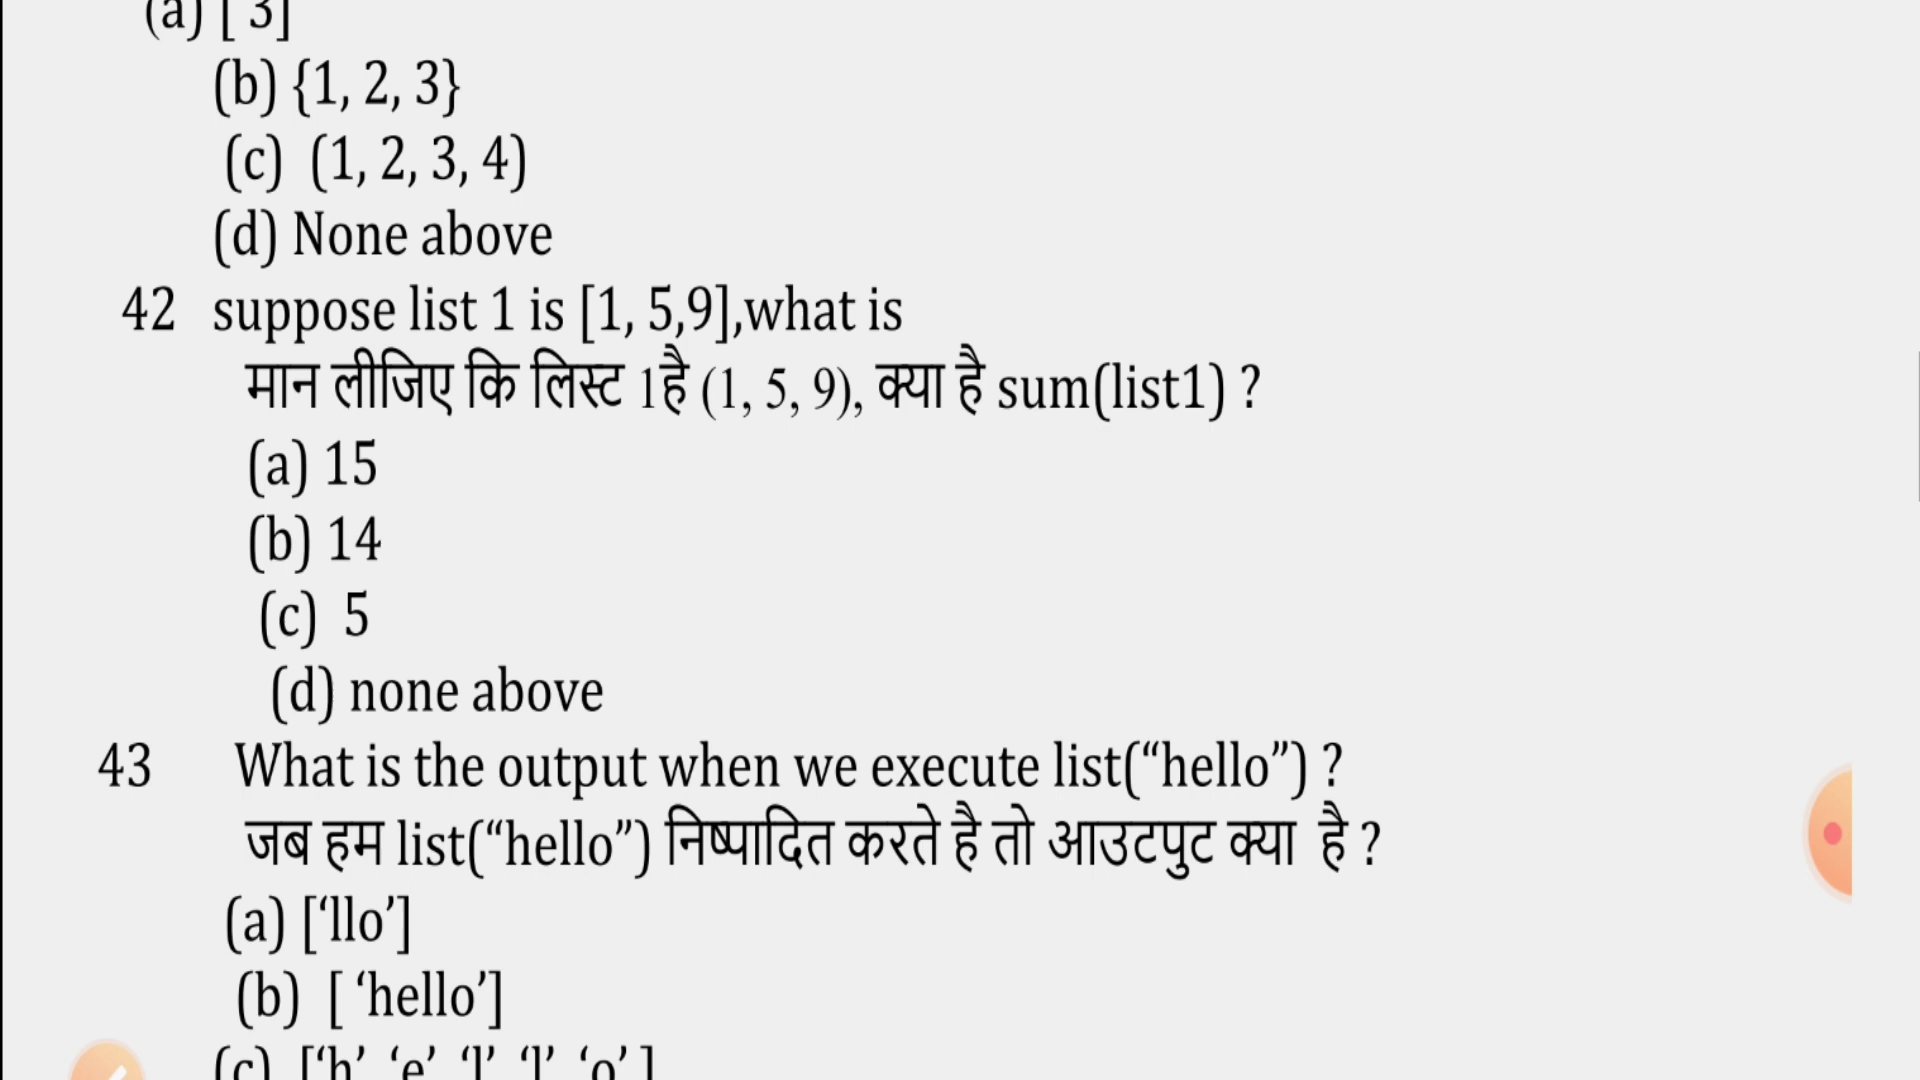 (a) [ 3]
(b) {1, 2, 3}
(c) (1, 2, 3, 4)
(d) None above
42 suppose list 1 is [1, 5,9],what is
मान लीजिए कि लिस्ट 1है (1, 5, 9), क्या है sum(list1) ?
(a) 15
(b) 14
(c) 5
(d) none above
43 What is the output when we execute list(“hello”) ?
जब हम list(“hello”) निष्पादित करते है तो आउटपुट क्या है ?
(a) [‘llo’]
(b) [ ‘hello’]
(c) [‘h’ ‘e’ ‘l’ ‘l’ ‘o’ ]